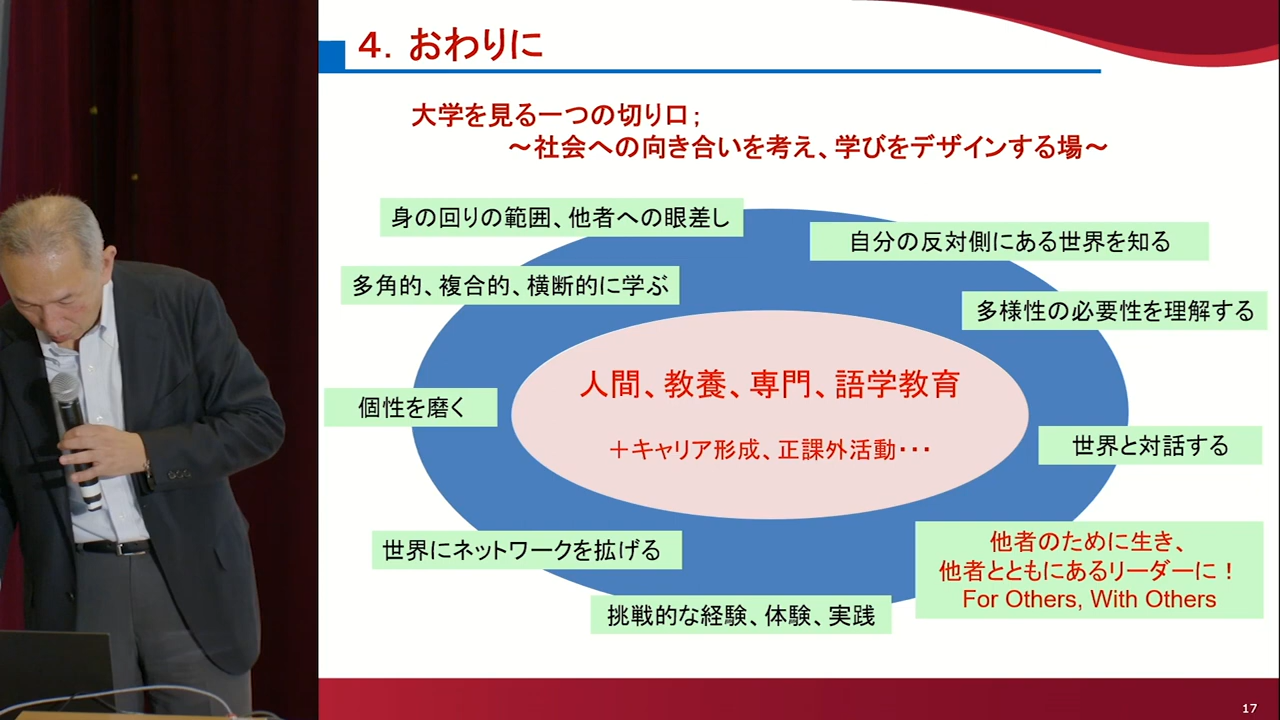 4. おわりに
大学を見る一つの切り口；
～社会への向き合いを考え、学びをデザインする場～
身の回りの範囲、他者への眼差し
自分の反対側にある世界を知る
多角的、複合的、横断的に学ぶ
多様性の必要性を理解する
人間、教養、専門、語学教育
個性を磨く
＋キャリア形成、正課外活動・・・
世界と対話する
世界にネットワークを拡げる
他者のために生き、
他者とともにあるリーダーに！
For Others, With Others
挑戦的な経験、体験、実践
17